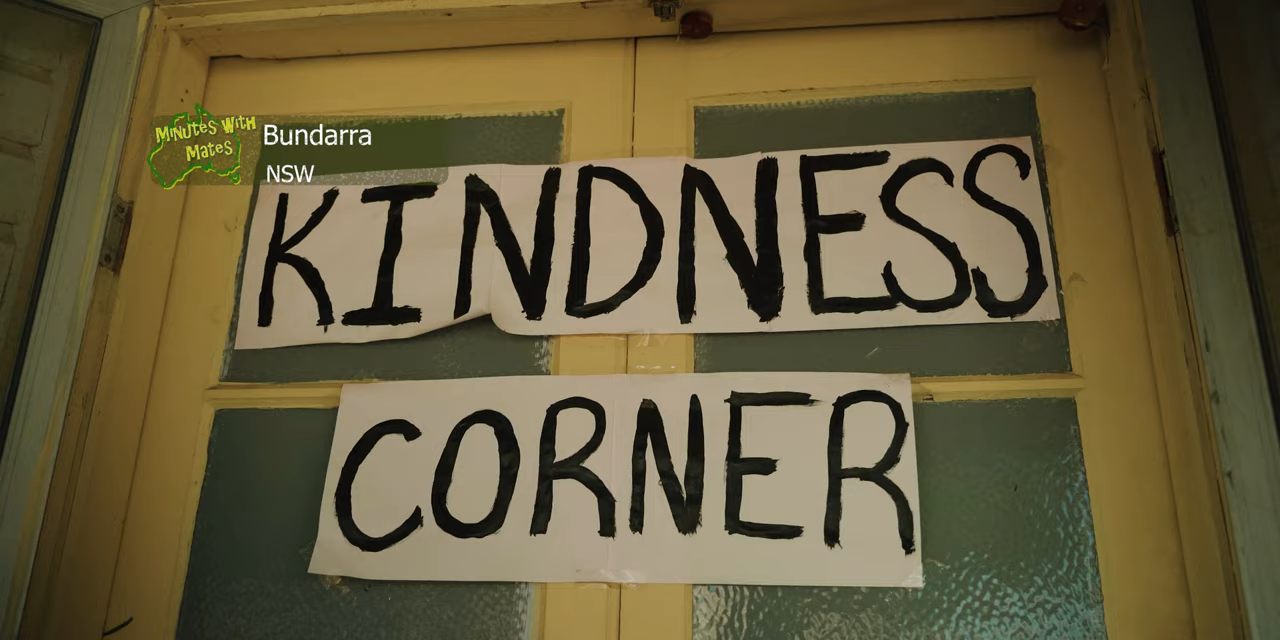 Minutes With
Mates
Bundarra
NSW
KINDNESS
CORNER